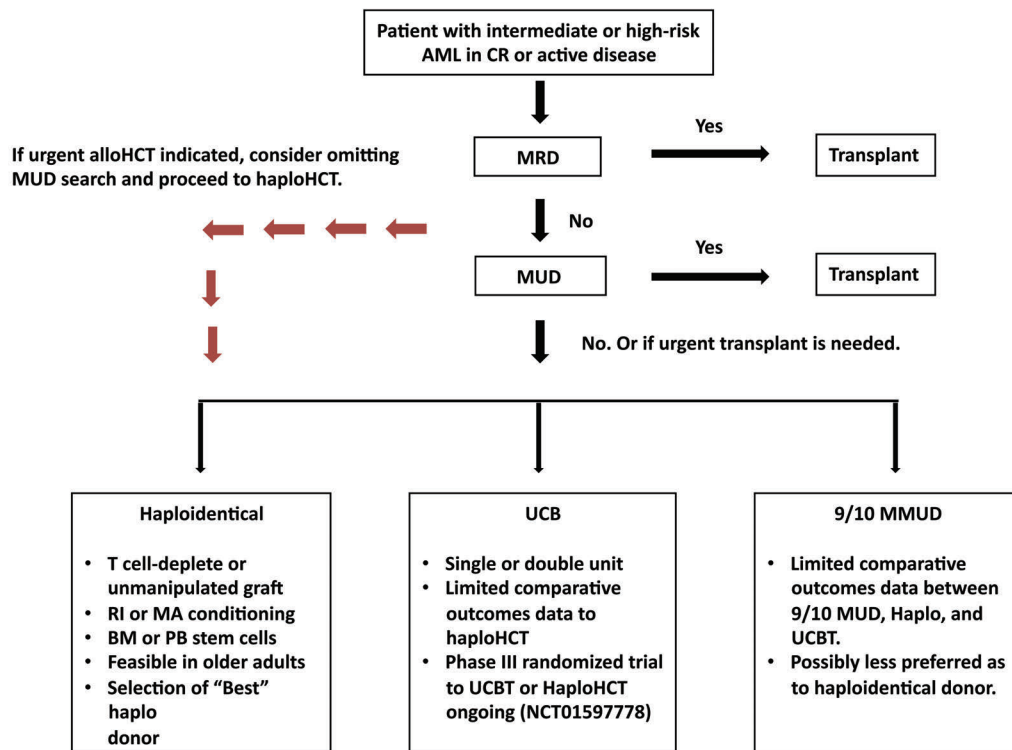 Patient with intermediate or high-risk
AML in CR or active disease
If urgent alloHCT indicated, consider omitting
MUD search and proceed to haploHCT.
MRD
Yes
Transplant
No
MUD
Yes
Transplant
No. Or if urgent transplant is needed.
Haploidentical
• T cell-deplete or
unmanipulated graft
• RI or MA conditioning
• BM or PB stem cells
• Feasible in older adults
• Selection of “Best”
haplo
donor
UCB
• Single or double unit
• Limited comparative
outcomes data to
haploHCT
• Phase III randomized trial
to UCBT or HaploHCT
ongoing (NCT01597778)
9/10 MMUD
• Limited comparative
outcomes data between
9/10 MUD, Haplo, and
UCBT.
• Possibly less preferred as
to haploidentical donor.